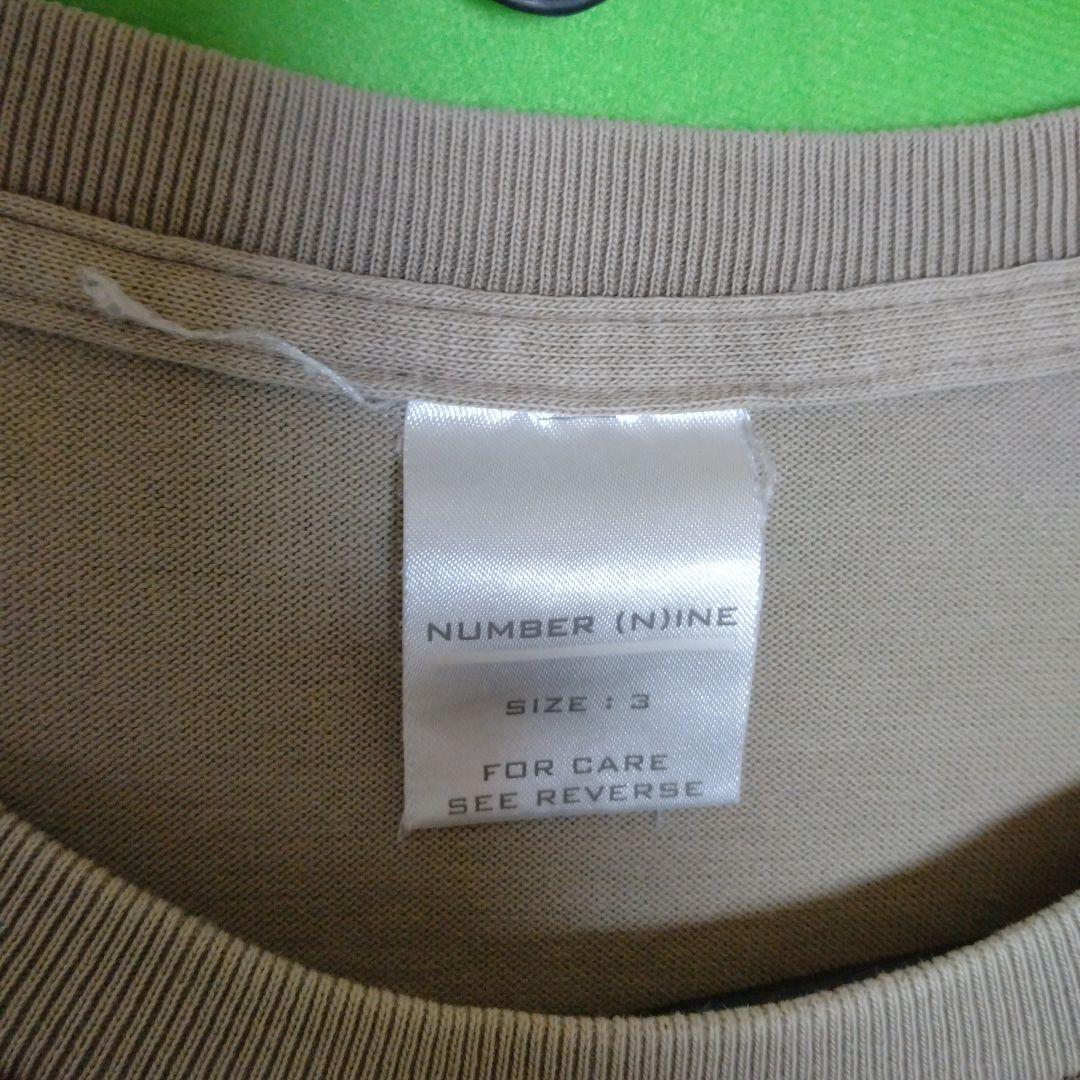 NUMBER (N)INE
SIZE : 3
FOR CARE
SEE REVERSE